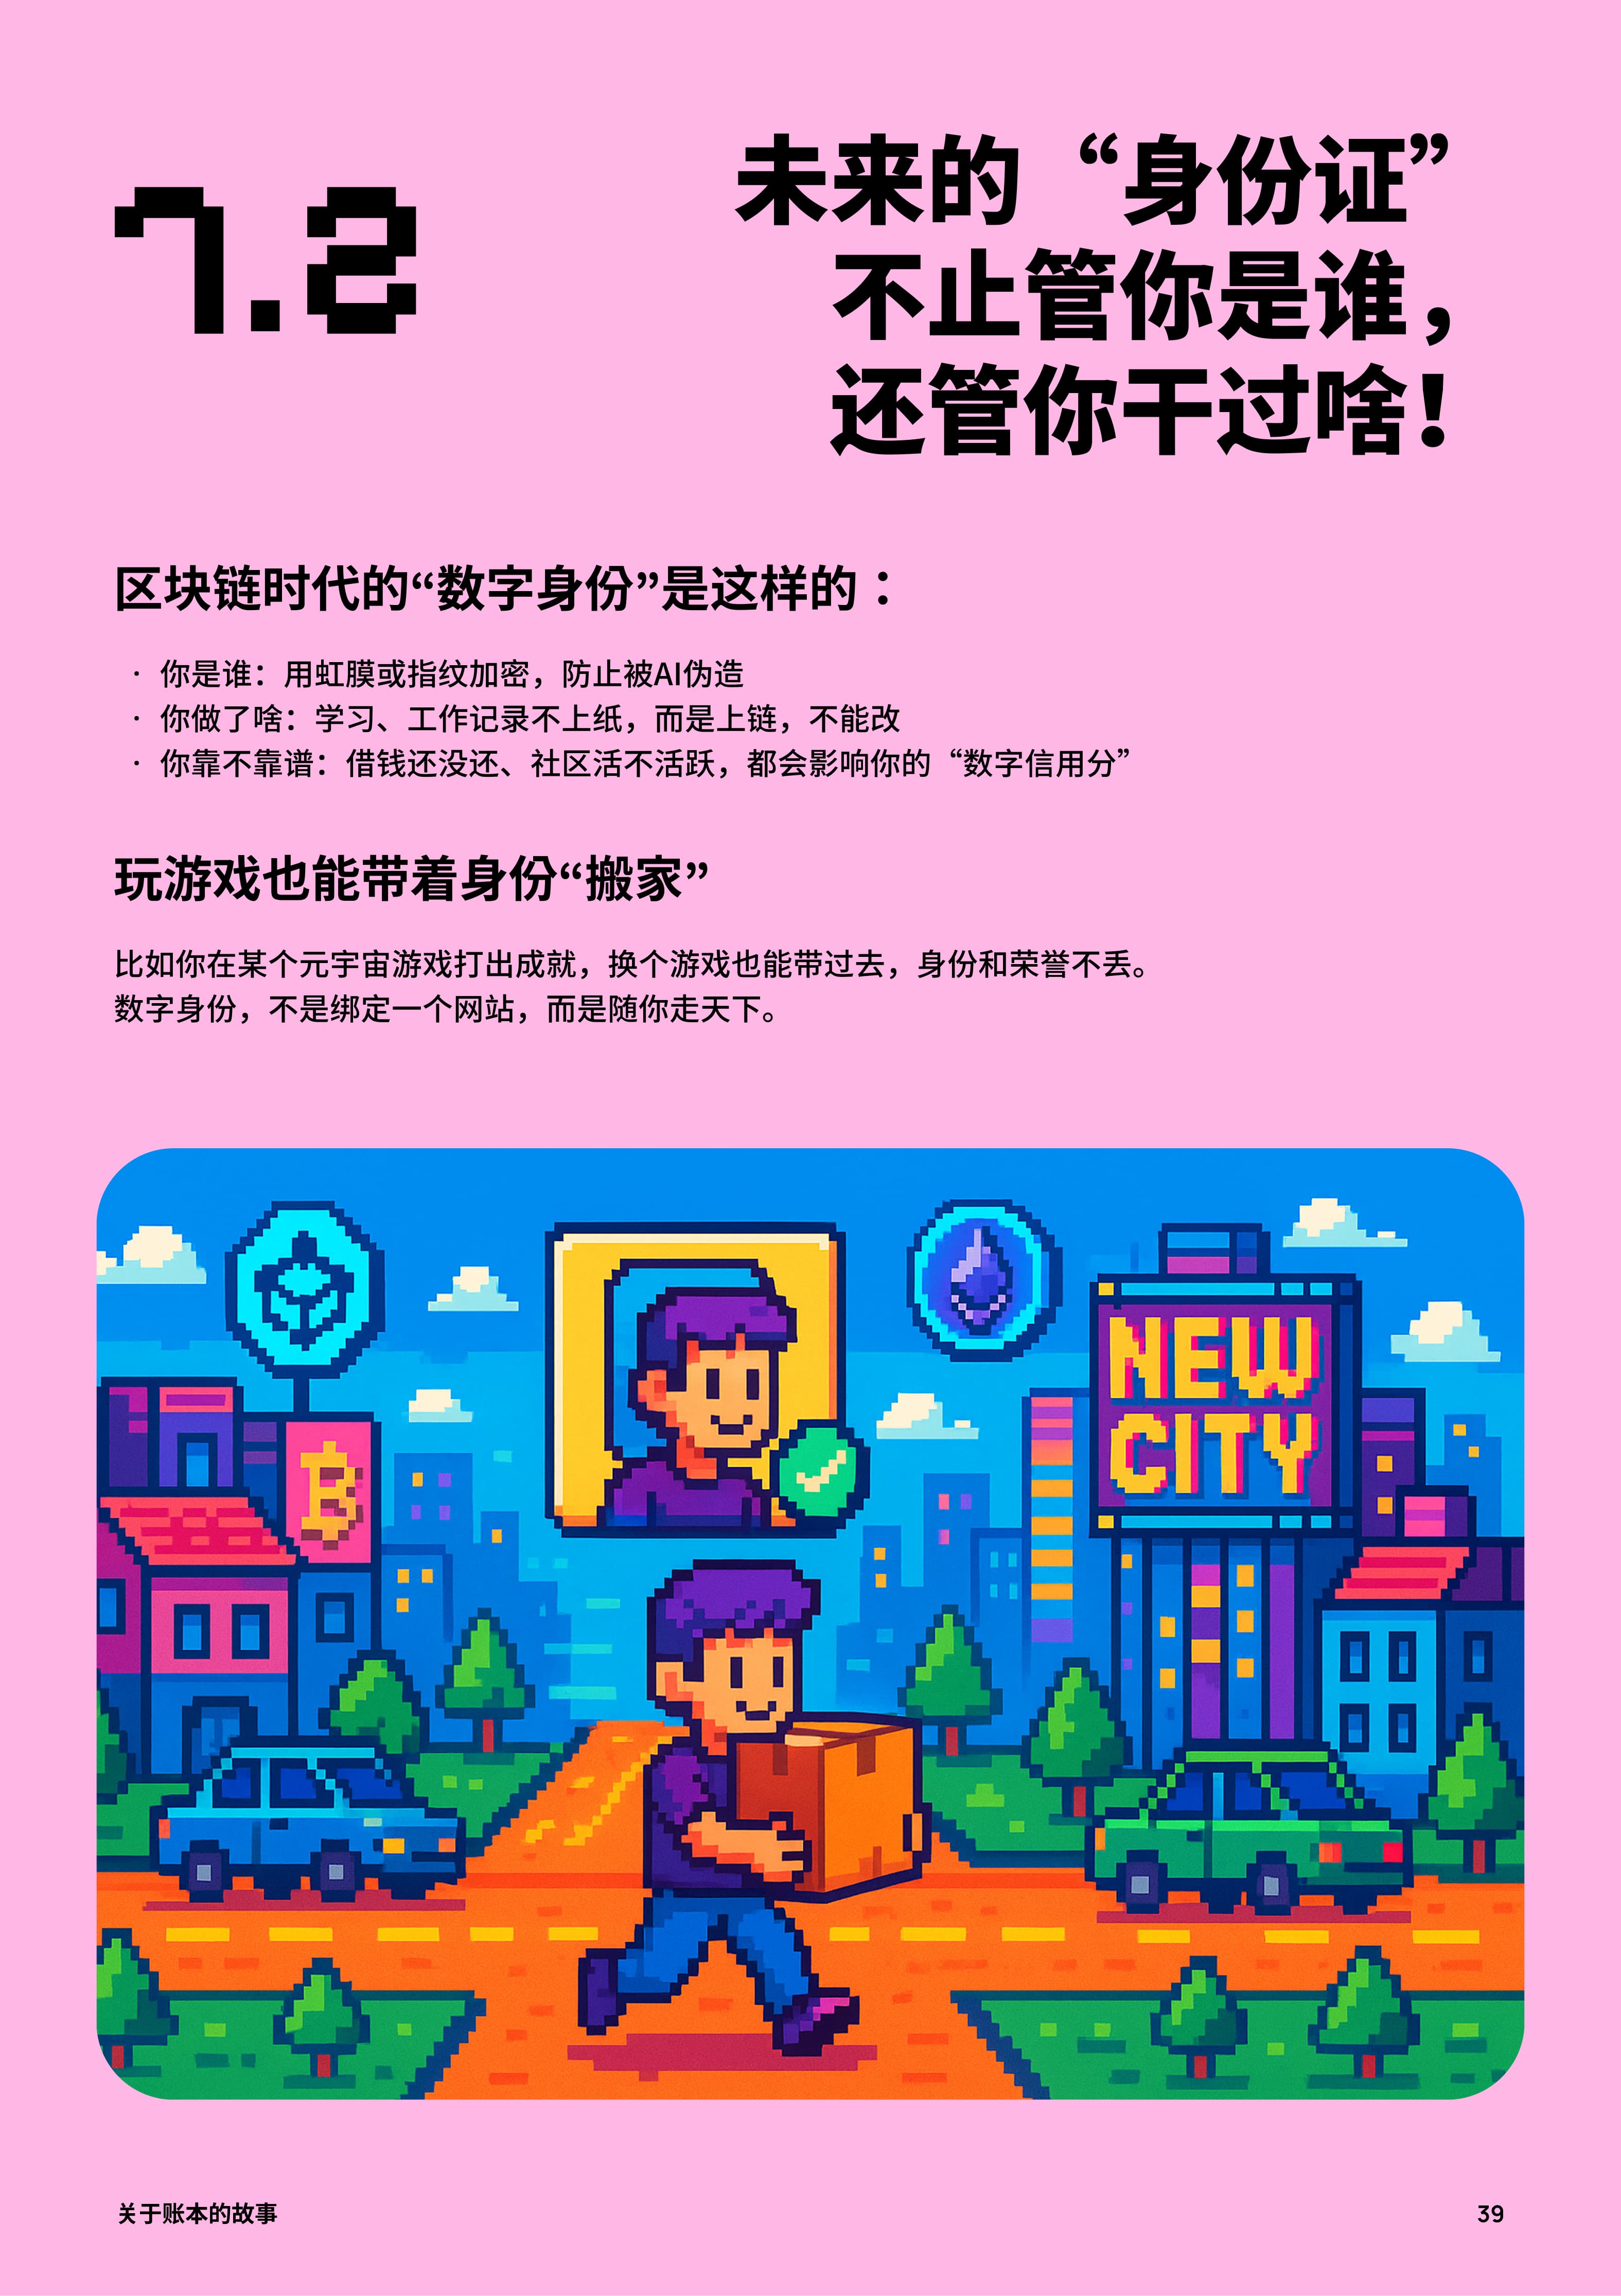 7.2
未来的“身份证”
不止管你是谁，
还管你干过啥！
区块链时代的“数字身份”是这样的：
· 你是谁：用虹膜或指纹加密，防止被AI伪造
· 你做了啥：学习、工作记录不上纸，而是上链，不能改
· 你靠不靠谱：借钱还没还、社区活不活跃，都会影响你的“数字信用分”
玩游戏也能带着身份“搬家”
比如你在某个元宇宙游戏打出成就，换个游戏也能带过去，身份和荣誉不丢。
数字身份，不是绑定一个网站，而是随你走天下。
NEW
CITY
关于账本的故事
39